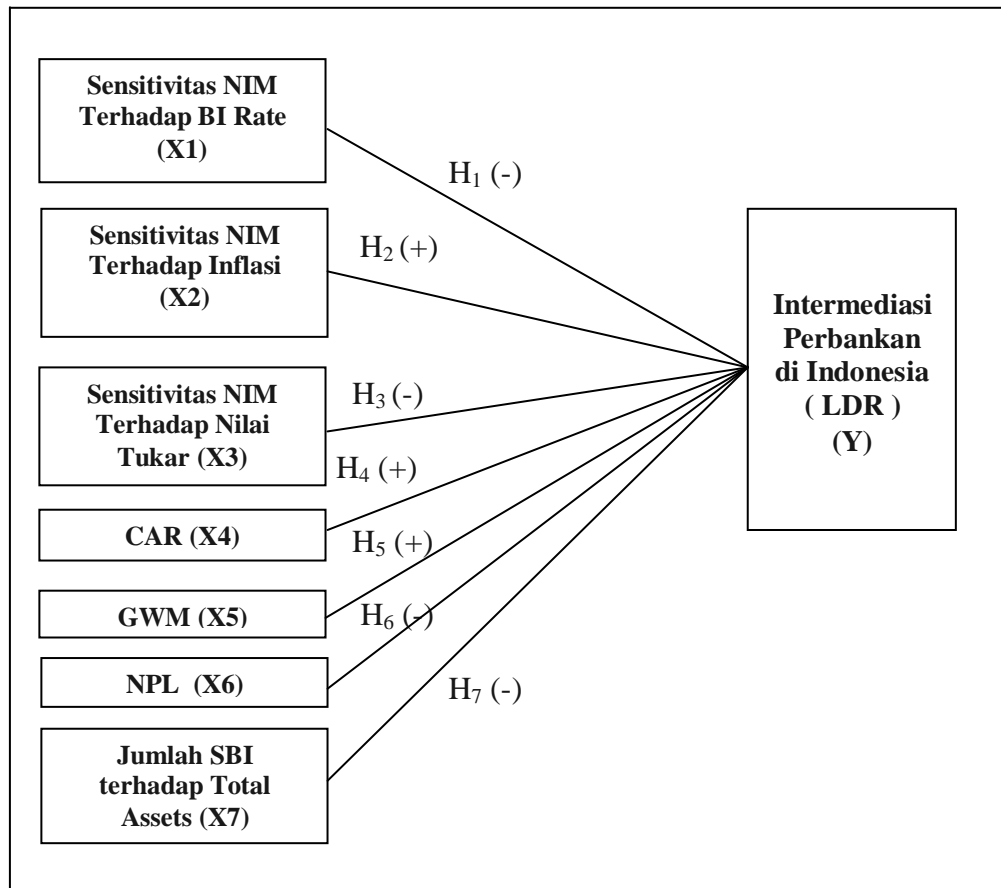 Sensitivitas NIM
Terhadap BI Rate
(X1)
H1 (-)
Sensitivitas NIM
Terhadap Inflasi
(X2)
H2 (+)
Sensitivitas NIM
Terhadap Nilai
Tukar (X3)
H3 (-)
H4 (+)
CAR (X4)
H5 (+)
GWM (X5)
H6 (-)
NPL (X6)
H7 (-)
Jumlah SBI
terhadap Total
Assets (X7)
Intermediasi
Perbankan
di Indonesia
( LDR )
(Y)